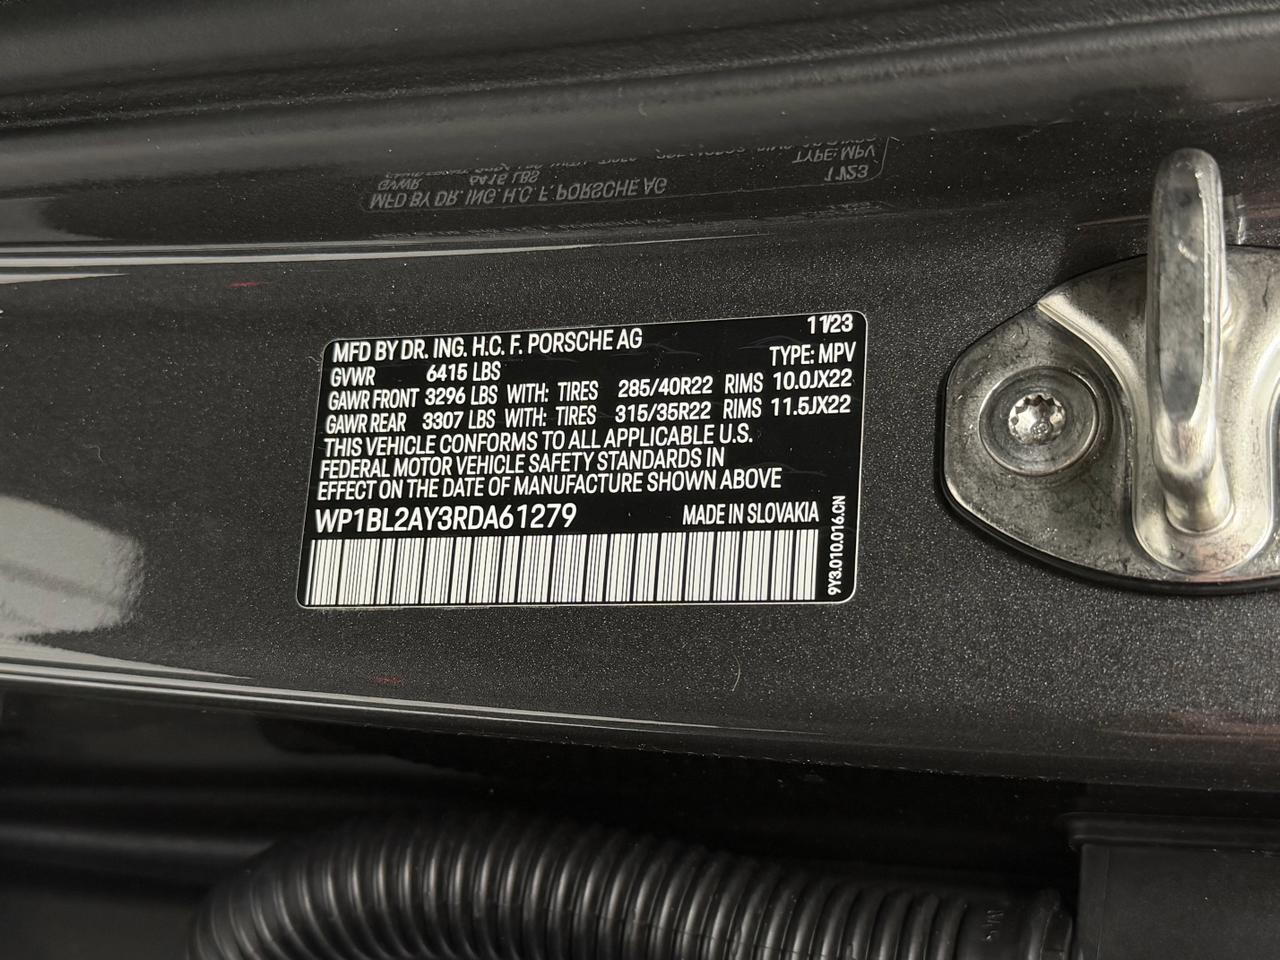 MFD BY DR. ING. H.C. F. PORSCHE AG 11/23
GVWR 6415 LBS TYPE: MPV
GAWR FRONT 3296 LBS WITH: TIRES 285/40R22 RIMS 10.0JX22
GAWR REAR 3307 LBS WITH: TIRES 315/35R22 RIMS 11.5JX22
THIS VEHICLE CONFORMS TO ALL APPLICABLE U.S.
FEDERAL MOTOR VEHICLE SAFETY STANDARDS IN
EFFECT ON THE DATE OF MANUFACTURE SHOWN ABOVE
WP1BL2AY3RDA61279 MADE IN SLOVAKIA
9Y3.010.016.CN